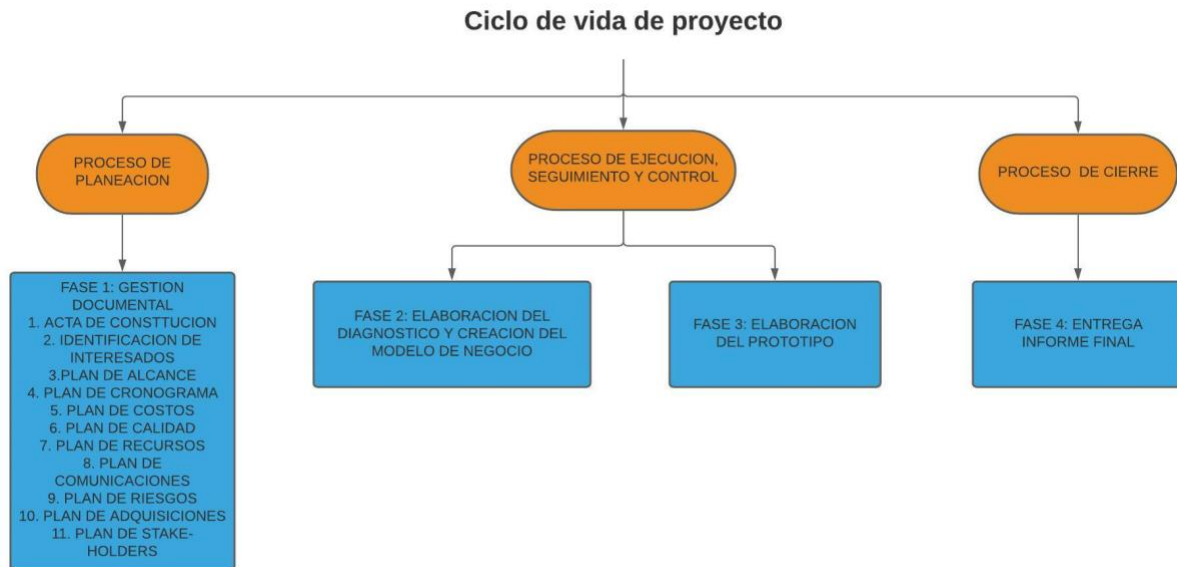 Ciclo de vida de proyecto
PROCESO DE
PLANEACION
PROCESO DE EJECUCION,
SEGUIMIENTO Y CONTROL
PROCESO DE CIERRE
FASE 1: GESTION
DOCUMENTAL
1. ACTA DE CONSTTUCION
2. IDENTIFICACION DE
INTERESADOS
3.PLAN DE ALCANCE
4. PLAN DE CRONOGRAMA
5. PLAN DE COSTOS
6. PLAN DE CALIDAD
7. PLAN DE RECURSOS
8. PLAN DE
COMUNICACIONES
9. PLAN DE RIESGOS
10. PLAN DE ADQUISICIONES
11. PLAN DE STAKE-
HOLDERS
FASE 2: ELABORACION DEL
DIAGNOSTICO Y CREACION DEL
MODELO DE NEGOCIO
FASE 3: ELABORACION
DEL PROTOTIPO
FASE 4: ENTREGA
INFORME FINAL